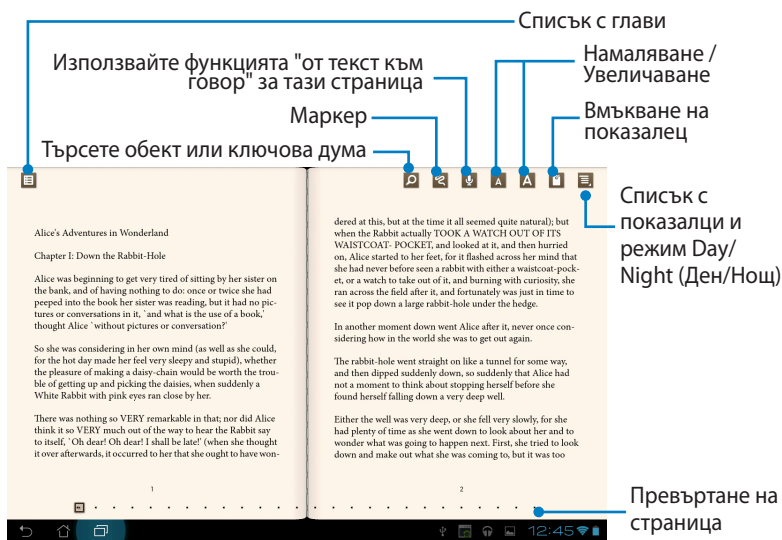 Списък с глави
Използвайте функцията "от текст към
говор" за тази страница
Намаляване /
Увеличаване
Маркер
Вмъкване на
показалец
Търсете обект или ключова дума
Списък с
показалци и
режим Day/
Night (Ден/Нощ)
A A
Alice's Adventures in Wonderland
Chapter I: Down the Rabbit-Hole
Alice was beginning to get very tired of sitting by her sister on
the bank, and of having nothing to do: once or twice she had
peeped into the book her sister was reading, but it had no pic-
tures or conversations in it, `and what is the use of a book,'
thought Alice `without pictures or conversation?'
So she was considering in her own mind (as well as she could,
for the hot day made her feel very sleepy and stupid), whether
the pleasure of making a daisy-chain would be worth the trou-
ble of getting up and picking the daisies, when suddenly a
White Rabbit with pink eyes ran close by her.
There was nothing so VERY remarkable in that; nor did Alice
think it so VERY much out of the way to hear the Rabbit say
to itself, `Oh dear! Oh dear! I shall be late!' (when she thought
it over afterwards, it occurred to her that she ought to have won-
1
dered at this, but at the time it all seemed quite natural); but
when the Rabbit actually TOOK A WATCH OUT OF ITS
WAISTCOAT- POCKET, and looked at it, and then hurried
on, Alice started to her feet, for it flashed across her mind that
she had never before seen a rabbit with either a waistcoat-pock-
et, or a watch to take out of it, and burning with curiosity, she
ran across the field after it, and fortunately was just in time to
see it pop down a large rabbit-hole under the hedge.
In another moment down went Alice after it, never once con-
sidering how in the world she was to get out again.
The rabbit-hole went straight on like a tunnel for some way,
and then dipped suddenly down, so suddenly that Alice had
not a moment to think about stopping herself before she
found herself falling down a very deep well.
Either the well was very deep, or she fell very slowly, for she
had plenty of time as she went down to look about her and to
wonder what was going to happen next. First, she tried to look
down and make out what she was coming to, but it was too
2
Превъртане на
страница
12:45